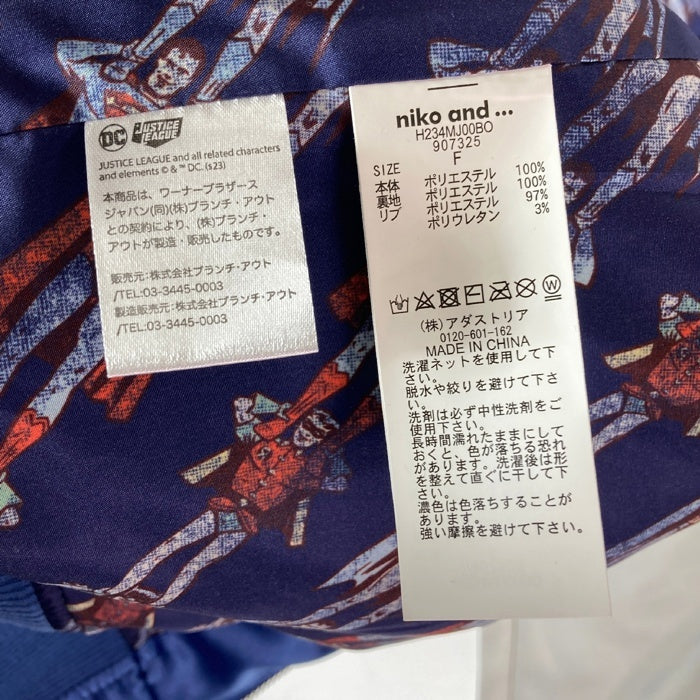 DC JUSTICE LEAGUE
JUSTICE LEAGUE and all related characters
and elements © & ™ DC. (s23)
本商品は、ワーナーブラザース
ジャパン(同)(株)ブランチ・アウト
との契約により、(株)ブランチ・
アウトが製造・販売したものです。
販売元:株式会社ブランチ・アウト
/TEL:03-3445-0003
製造販売元:株式会社ブランチ・アウト
/TEL:03-3445-0003
niko and ...
H234MJ00BO
907325
SIZE F
本体 ポリエステル 100%
裏地 ポリエステル 100%
リブ ポリエステル 97%
ポリウレタン 3%
W
(株)アダストリア
0120-601-162
MADE IN CHINA
洗濯ネットを使用して下
さい。
脱水や絞りを避けて下さ
い。
洗剤は必ず中性洗剤をご
使用下さい。
長時間濡れたままにして
おくと、色が落ちる恐れ
があります。洗濯後は形
を整えて直ぐに干して下
さい。
濃色は色落ちすることが
あります。
強い摩擦を避けて下さい。